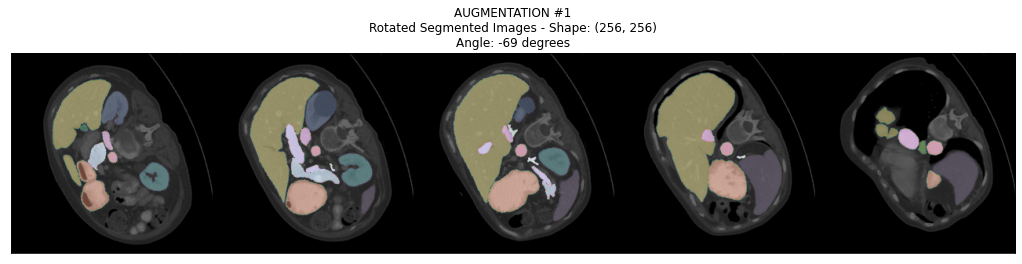 AUGMENTATION #1
Rotated Segmented Images - Shape: (256, 256)
Angle: -69 degrees